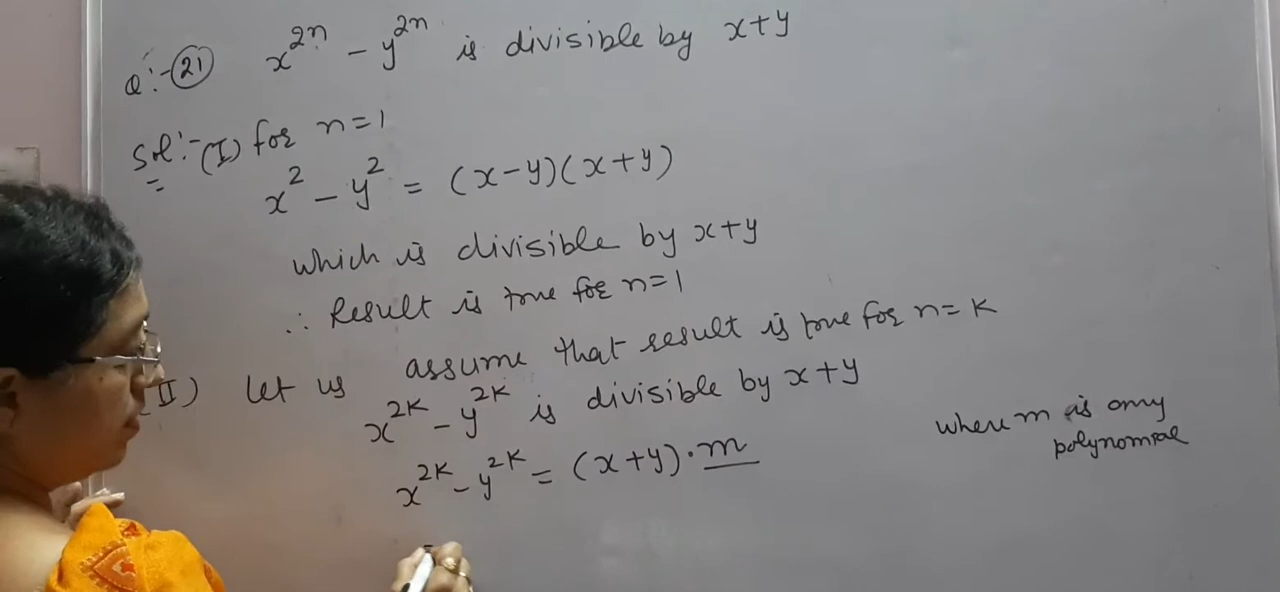 Q:-(21) x^2n - y^2n is divisible by x+y
Sol:- (I) for n=1
x^2 - y^2 = (x-y)(x+y)
which is divisible by x+y
∴ Result is true for n=1
II) Let us assume that result is true for n=K
x^2K - y^2K is divisible by x+y
x^2K - y^2K = (x+y)·m where m is any polynomial